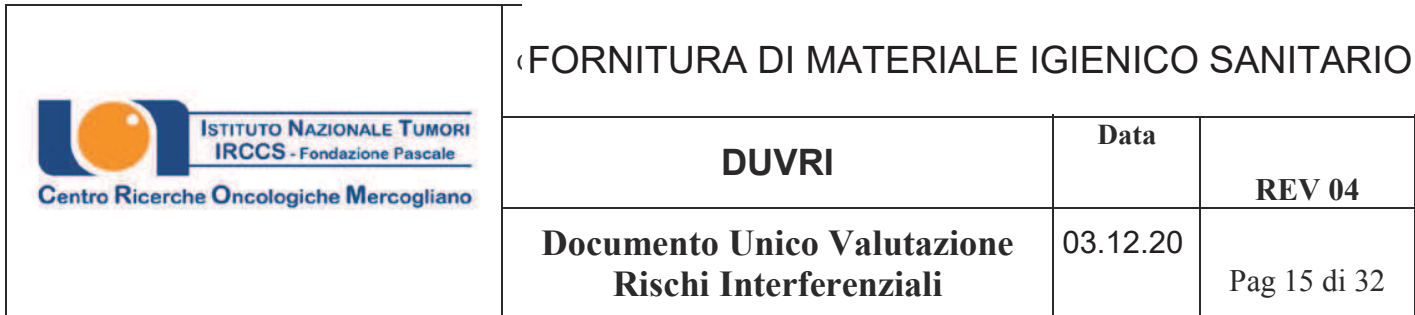 FORNITURA DI MATERIALE IGIENICO SANITARIO
ISTITUTO NAZIONALE TUMORI
IRCCS - Fondazione Pascale
Centro Ricerche Oncologiche Mercogliano
DUVRI
Data
REV 04
Documento Unico Valutazione
Rischi Interferenziali
03.12.20
Pag 15 di 32